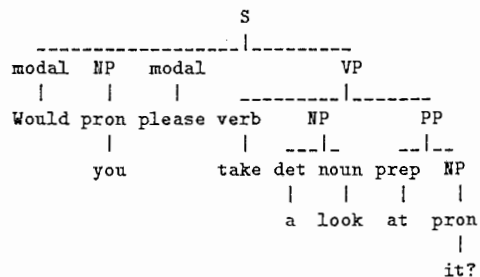 S
modal NP modal VP
Would pron please verb NP PP
you take det noun prep NP
a look at pron
it?